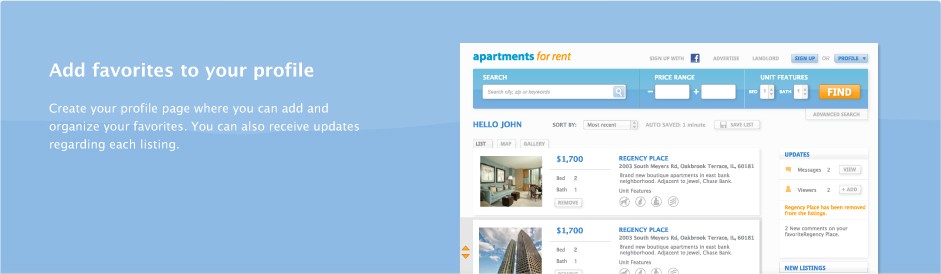 Add favorites to your profile
Create your profile page where you can add and
organize your favorites. You can also receive updates
regarding each listing.
apartments for rent
SIGN UP WITH
ADVERTISE
LANDLORD
SIGN UP
OR
PROFILE
SEARCH
PRICE RANGE
UNIT FEATURES
Search city, zip or keywords
BED 1
BATH 1
FIND
ADVANCED SEARCH
HELLO JOHN
SORT BY:
Most recent
AUTO SAVED: 1 minute
SAVE LIST
LIST
MAP
GALLERY
$1,700
Bed 2
Bath 1
REMOVE
REGENCY PLACE
2003 South Meyers Rd, Oakbrook Terrace, IL, 60181
Brand new boutique apartments in east bank
neighborhood. Adjacent to Jewel, Chase Bank.
Unit Features
$1,700
Bed 2
Bath 1
REMOVE
REGENCY PLACE
2003 South Meyers Rd, Oakbrook Terrace, IL, 60181
Brand new boutique apartments in east bank
neighborhood. Adjacent to Jewel, Chase Bank.
UPDATES
Messages 2
VIEW
Viewers 2
+ ADD
Regency Place has been removed
from the listings.
2 New comments on your
favoriteRegency Place.
NEW LISTINGS